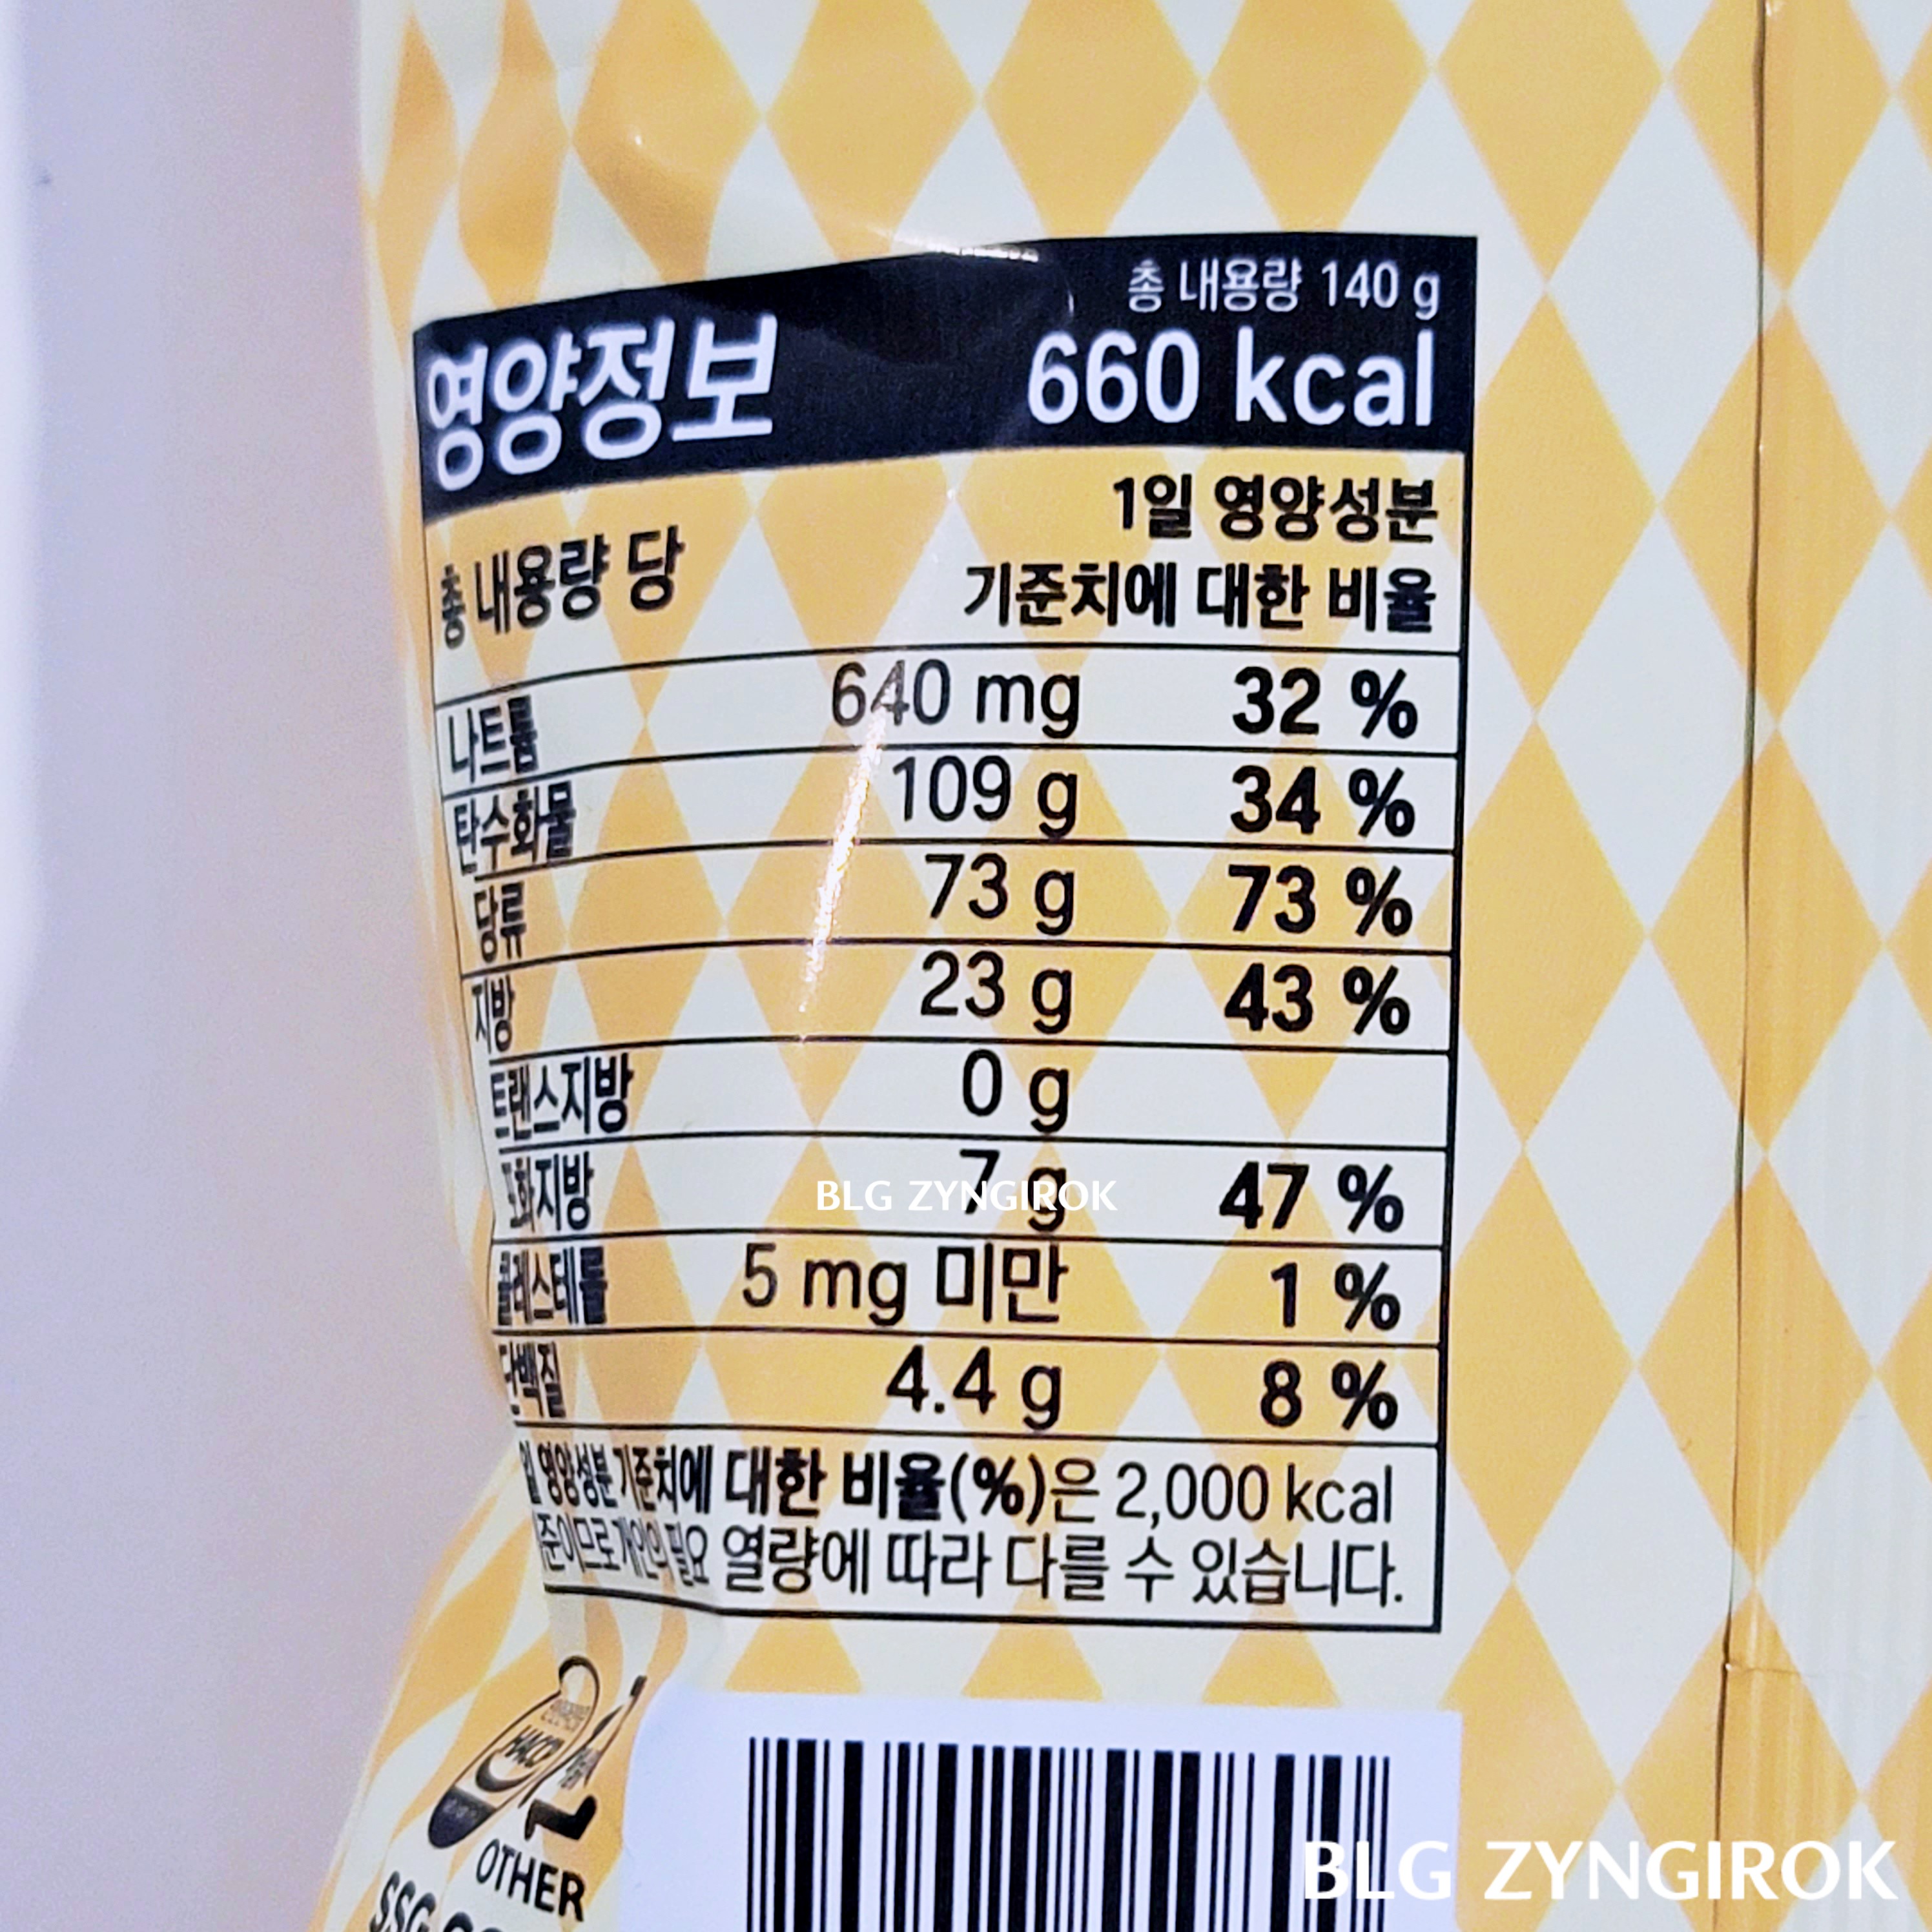 총 내용량 140 g
영양정보 660 kcal
총 내용량 당 1일 영양성분
기준치에 대한 비율
나트륨 640 mg 32 %
탄수화물 109 g 34 %
당류 73 g 73 %
지방 23 g 43 %
트랜스지방 0 g
포화지방 7 g 47 %
콜레스테롤 5 mg 미만 1 %
단백질 4.4 g 8 %
일 영양성분 기준치에 대한 비율(%)은 2,000 kcal
준이므로 개인의 필요 열량에 따라 다를 수 있습니다.
BLG ZYNGIROK
HACCP
OTHER
SSG
BLG ZYNGIROK